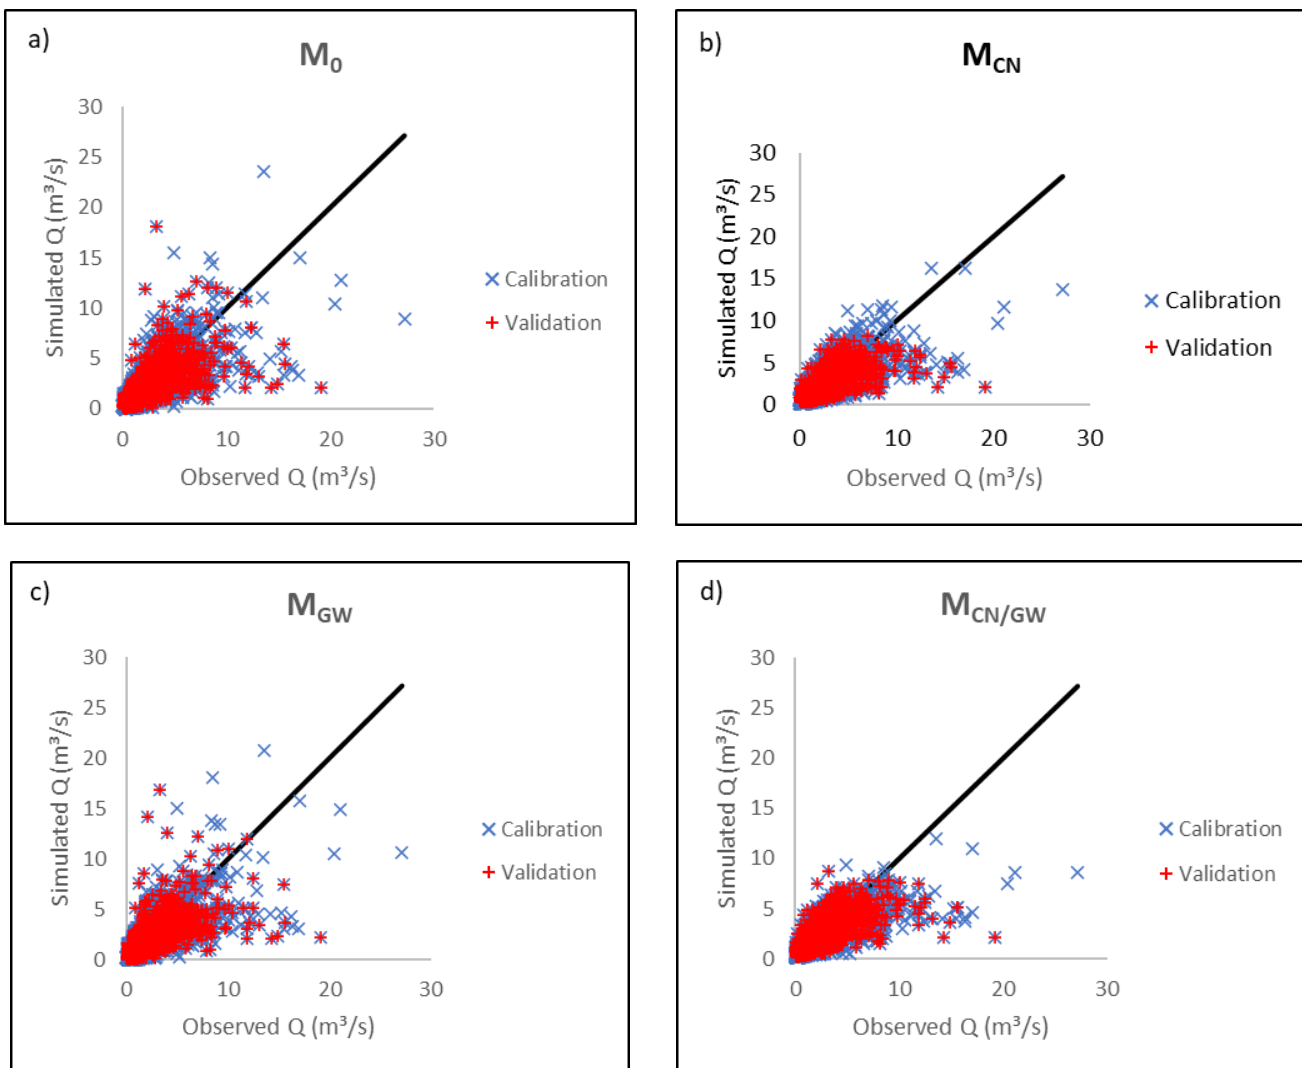 a)
M₀
30
25
20
15
10
5
0
Simulated Q (m³/s)
0 10 20 30
Observed Q (m³/s)
Calibration
Validation
b)
M_CN
30
25
20
15
10
5
0
Simulated Q (m³/s)
0 10 20 30
Observed Q (m³/s)
Calibration
Validation
c)
M_GW
30
25
20
15
10
5
0
Simulated Q (m³/s)
0 10 20 30
Observed Q (m³/s)
Calibration
Validation
d)
M_CN/GW
30
25
20
15
10
5
0
Simulated Q (m³/s)
0 10 20 30
Observed Q (m³/s)
Calibration
Validation